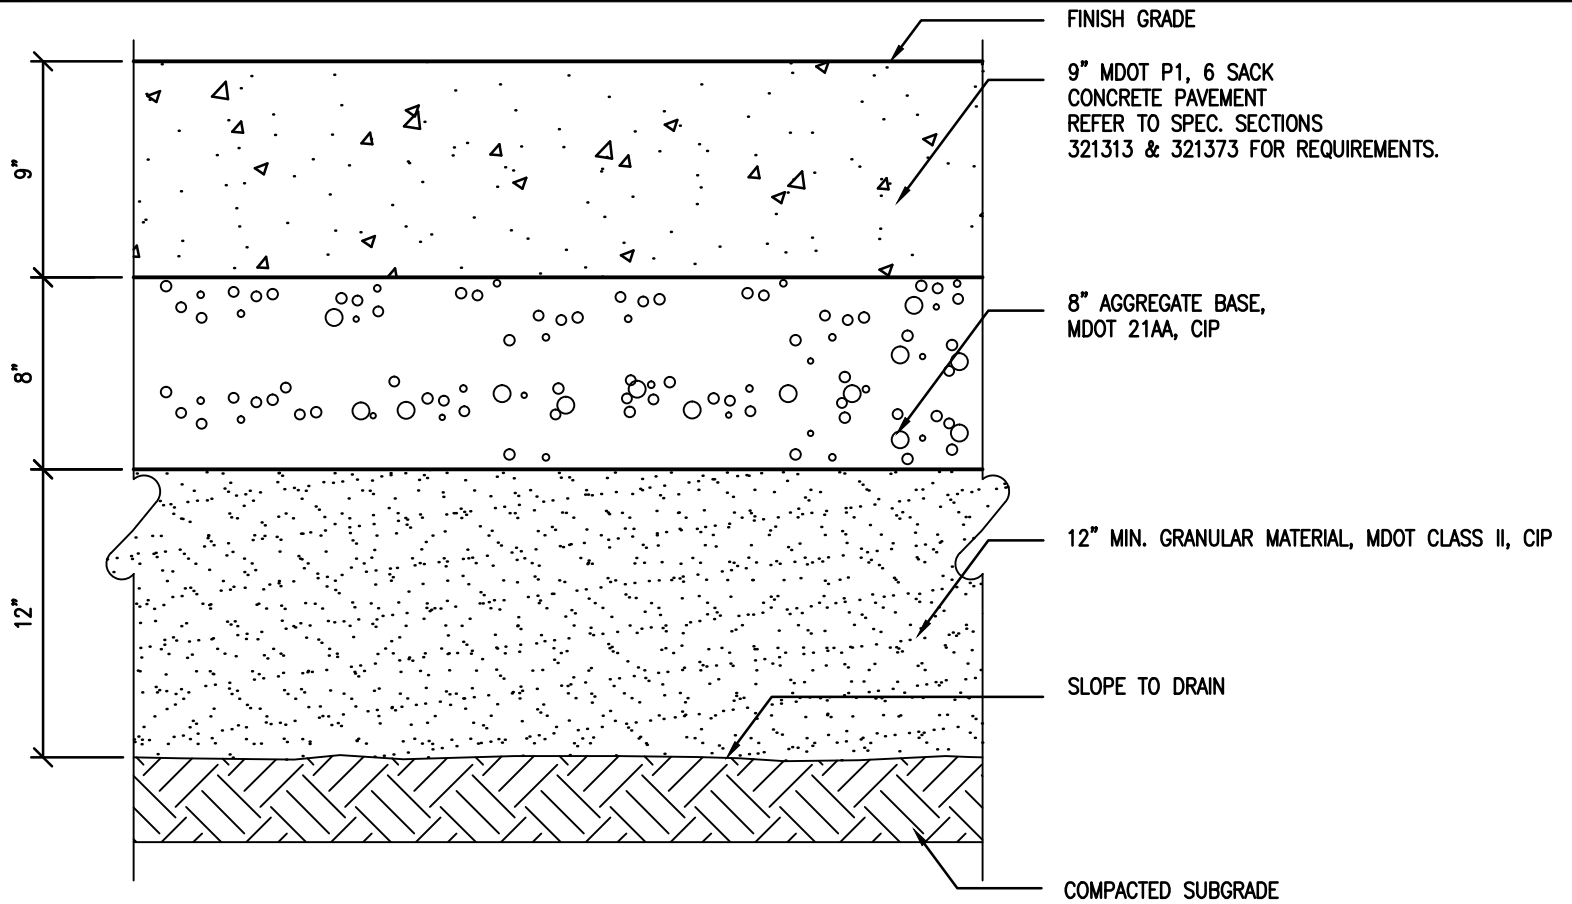 FINISH GRADE
9" MDOT P1, 6 SACK
CONCRETE PAVEMENT
REFER TO SPEC. SECTIONS
321313 & 321373 FOR REQUIREMENTS.
9"
8" AGGREGATE BASE,
MDOT 21AA, CIP
8"
12" MIN. GRANULAR MATERIAL, MDOT CLASS II, CIP
12"
SLOPE TO DRAIN
COMPACTED SUBGRADE